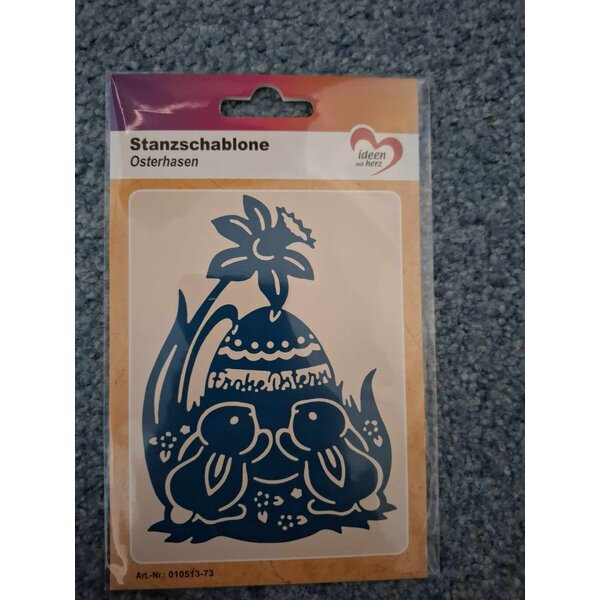 Stanzschablone
Osterhasen
ideen
mit herz
Frohe Ostern
Art.-Nr.: 010513-73